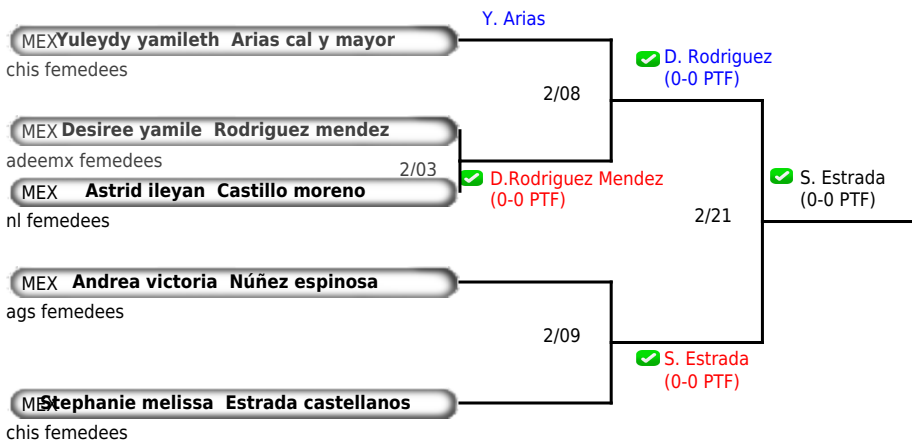 Y. Arias
MEX Yuleydy yamileth Arias cal y mayor
chis femedees
D. Rodriguez
(0-0 PTF)
2/08
MEX Desiree yamile Rodriguez mendez
adeemx femedees
2/03
D.Rodriguez Mendez
(0-0 PTF)
MEX Astrid ileyan Castillo moreno
nl femedees
S. Estrada
(0-0 PTF)
2/21
MEX Andrea victoria Núñez espinosa
ags femedees
2/09
S. Estrada
(0-0 PTF)
MEX Stephanie melissa Estrada castellanos
chis femedees